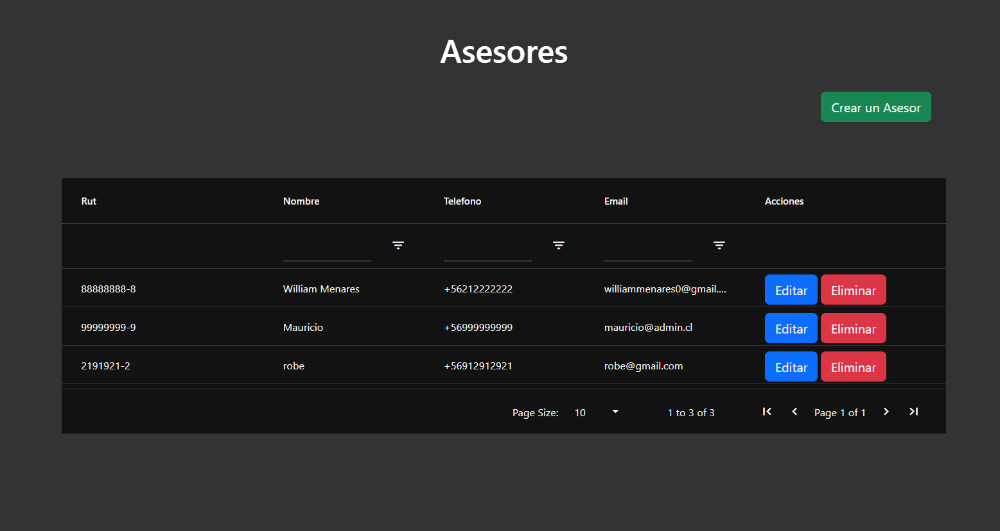 Asesores
Crear un Asesor
Rut Nombre Telefono Email Acciones
88888888-8 William Menares +56212222222 williammenares0@gmail.... Editar Eliminar
99999999-9 Mauricio +56999999999 mauricio@admin.cl Editar Eliminar
2191921-2 robe +56912912921 robe@gmail.com Editar Eliminar
Page Size: 10 1 to 3 of 3 Page 1 of 1